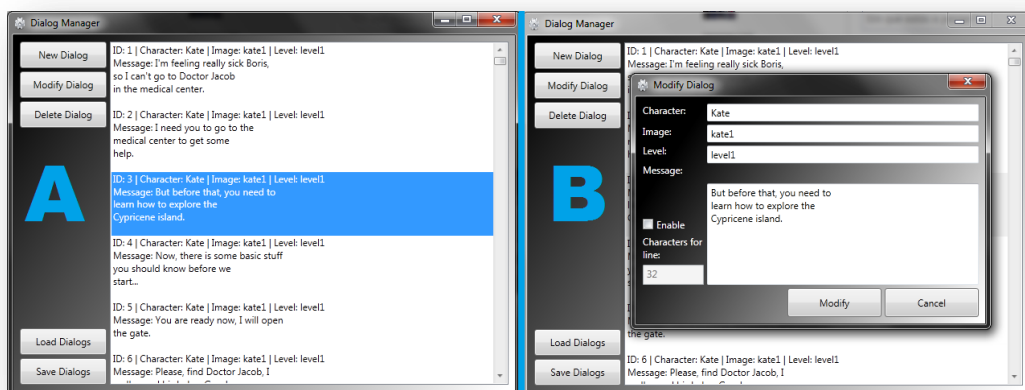 Dialog Manager
New Dialog
Modify Dialog
Delete Dialog
A
Load Dialogs
Save Dialogs
ID: 1 | Character: Kate | Image: kate1 | Level: level1
Message: I'm feeling really sick Boris,
so I can't go to Doctor Jacob
in the medical center.
ID: 2 | Character: Kate | Image: kate1 | Level: level1
Message: I need you to go to the
medical center to get some
help.
ID: 3 | Character: Kate | Image: kate1 | Level: level1
Message: But before that, you need to
learn how to explore the
Cypricene island.
ID: 4 | Character: Kate | Image: kate1 | Level: level1
Message: Now, there is some basic stuff
you should know before we
start...
ID: 5 | Character: Kate | Image: kate1 | Level: level1
Message: You are ready now, I will open
the gate.
ID: 6 | Character: Kate | Image: kate1 | Level: level1
Message: Please, find Doctor Jacob, I
Dialog Manager
New Dialog
Modify Dialog
Delete Dialog
B
Load Dialogs
Save Dialogs
ID: 1 | Character: Kate | Image: kate1 | Level: level1
Message: I'm feeling really sick Boris,
Modify Dialog
Character:
Kate
Image:
kate1
Level:
level1
Message:
But before that, you need to
learn how to explore the
Cypricene island.
Enable
Characters for
line:
32
Modify
Cancel
the gate.
ID: 6 | Character: Kate | Image: kate1 | Level: level1
Message: Please, find Doctor Jacob, I